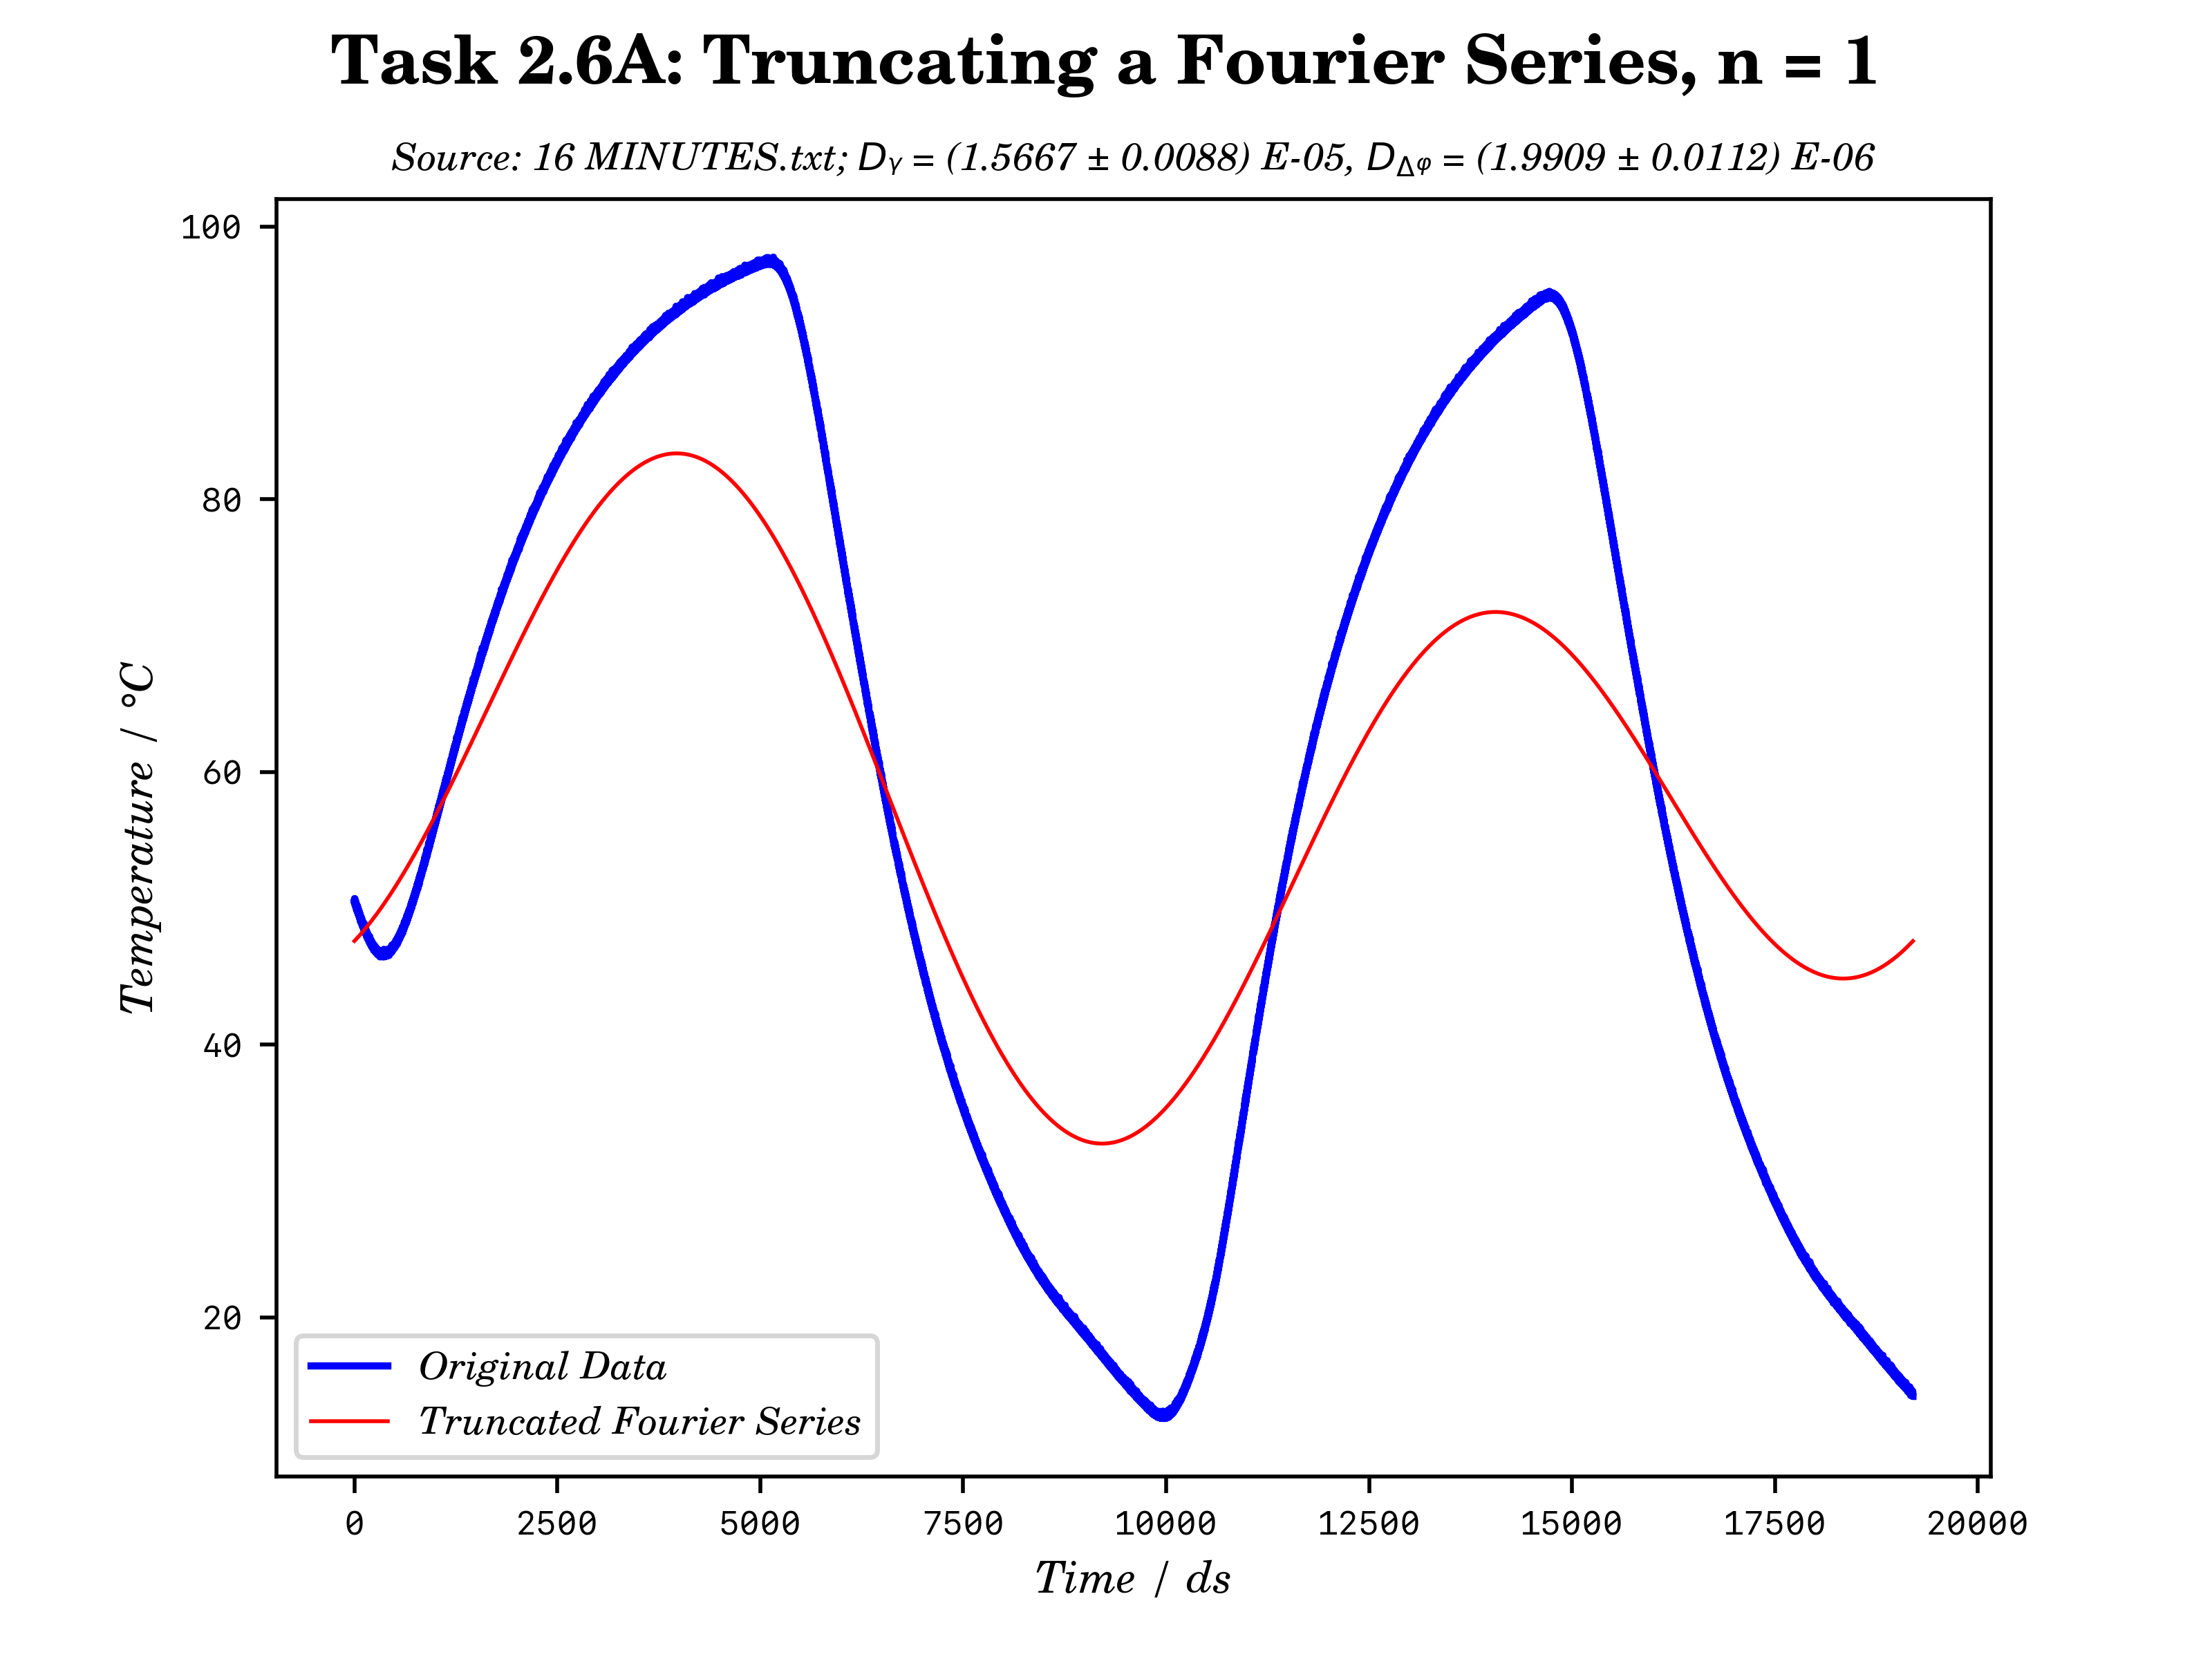 Task 2.6A: Truncating a Fourier Series, n = 1
Source: 16 MINUTES.txt; Dᵧ = (1.5667 ± 0.0088) E-05, D_Δφ = (1.9909 ± 0.0112) E-06
100
80
60
40
20
Temperature / °C
Original Data
Truncated Fourier Series
0 2500 5000 7500 10000 12500 15000 17500 20000
Time / ds